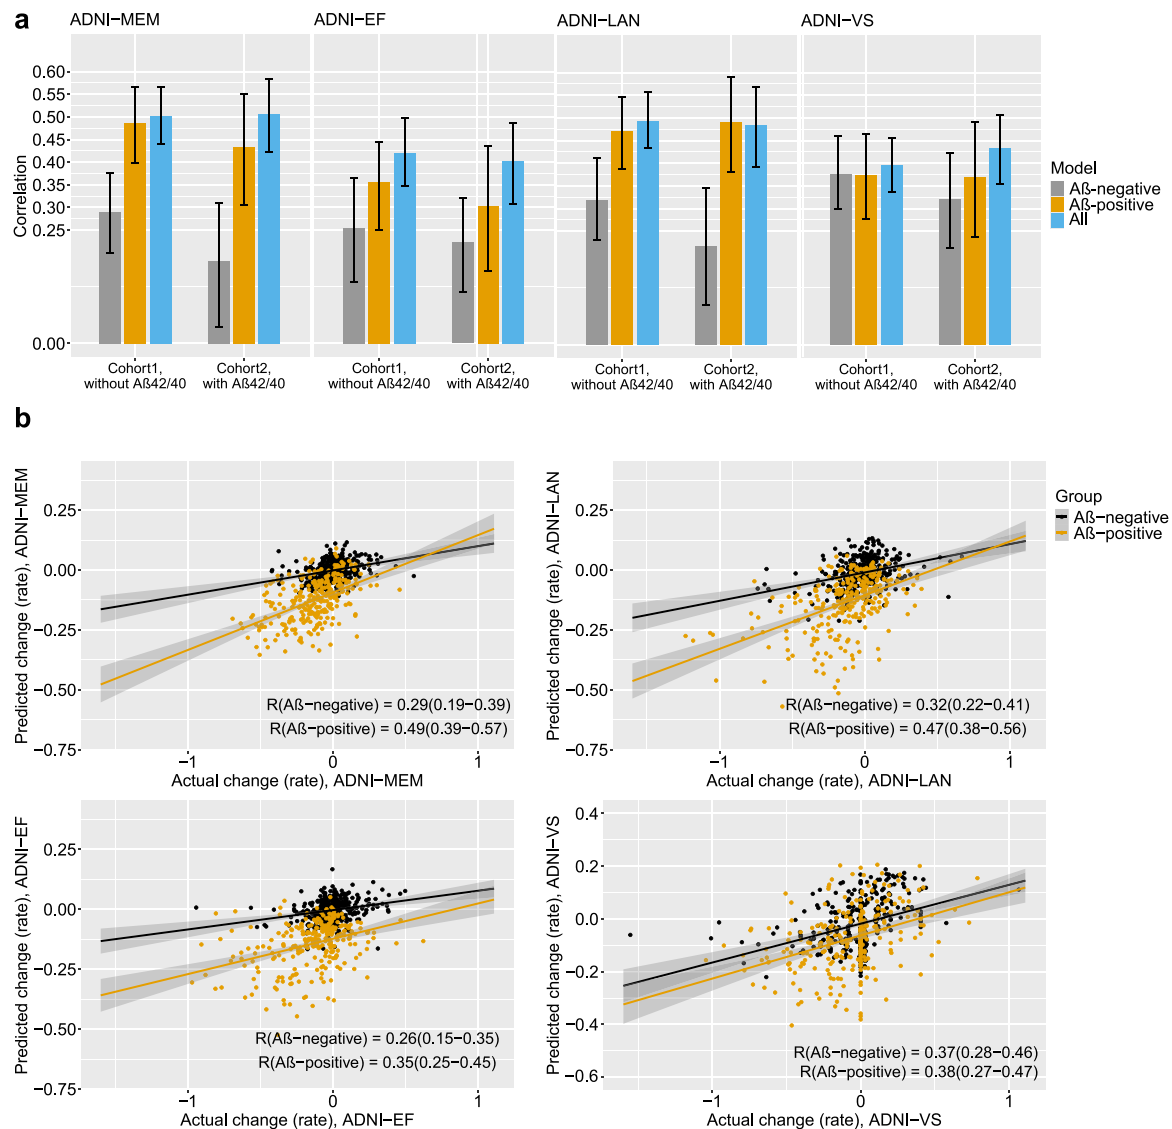 a
ADNI−MEM
ADNI−EF
ADNI−LAN
ADNI−VS
Correlation
0.60
0.55
0.50
0.45
0.40
0.35
0.30
0.25
0.00
Cohort1,
without Aß42/40
Cohort2,
with Aß42/40
Cohort1,
without Aß42/40
Cohort2,
with Aß42/40
Cohort1,
without Aß42/40
Cohort2,
with Aß42/40
Cohort1,
without Aß42/40
Cohort2,
with Aß42/40
Model
Aß-negative
Aß-positive
All
b
Predicted change (rate), ADNI−MEM
0.25
0.00
−0.25
−0.50
−0.75
R(Aß−negative) = 0.29(0.19−0.39)
R(Aß−positive) = 0.49(0.39−0.57)
−1
0
1
Actual change (rate), ADNI−MEM
Predicted change (rate), ADNI−LAN
0.25
0.00
−0.25
−0.50
−0.75
R(Aß−negative) = 0.32(0.22−0.41)
R(Aß−positive) = 0.47(0.38−0.56)
−1
0
1
Actual change (rate), ADNI−LAN
Group
Aß−negative
Aß−positive
Predicted change (rate), ADNI−EF
0.25
0.00
−0.25
−0.50
−0.75
R(Aß−negative) = 0.26(0.15−0.35)
R(Aß−positive) = 0.35(0.25−0.45)
−1
0
1
Actual change (rate), ADNI−EF
Predicted change (rate), ADNI−VS
0.4
0.2
0.0
−0.2
−0.4
−0.6
R(Aß−negative) = 0.37(0.28−0.46)
R(Aß−positive) = 0.38(0.27−0.47)
−1
0
1
Actual change (rate), ADNI−VS